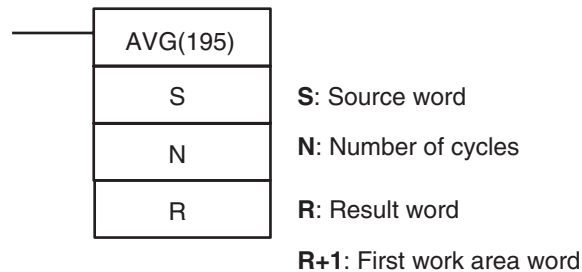 AVG(195)
S
S: Source word
N
N: Number of cycles
R
R: Result word
R+1: First work area word